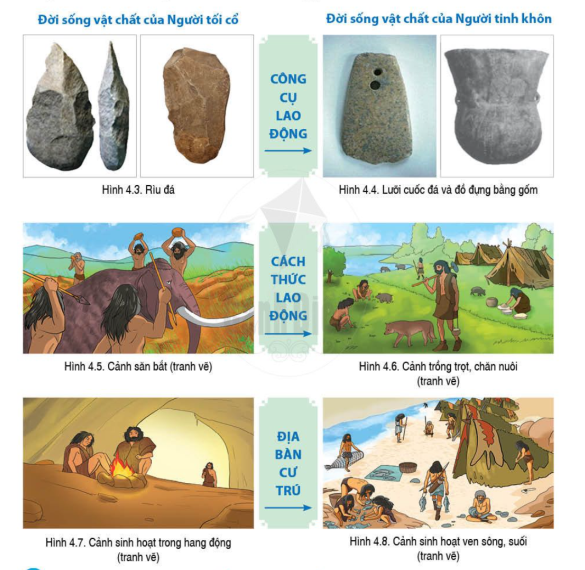 Đời sống vật chất của Người tối cổ
Đời sống vật chất của Người tinh khôn
CÔNG
CỤ
LAO
ĐỘNG
Hình 4.3. Rìu đá
Hình 4.4. Lưỡi cuốc đá và đồ đựng bằng gốm
CÁCH
THỨC
LAO
ĐỘNG
Hình 4.5. Cảnh săn bắt (tranh vẽ)
Hình 4.6. Cảnh trồng trọt, chăn nuôi
(tranh vẽ)
ĐỊA
BÀN
CƯ
TRÚ
Hình 4.7. Cảnh sinh hoạt trong hang động
(tranh vẽ)
Hình 4.8. Cảnh sinh hoạt ven sông, suối
(tranh vẽ)